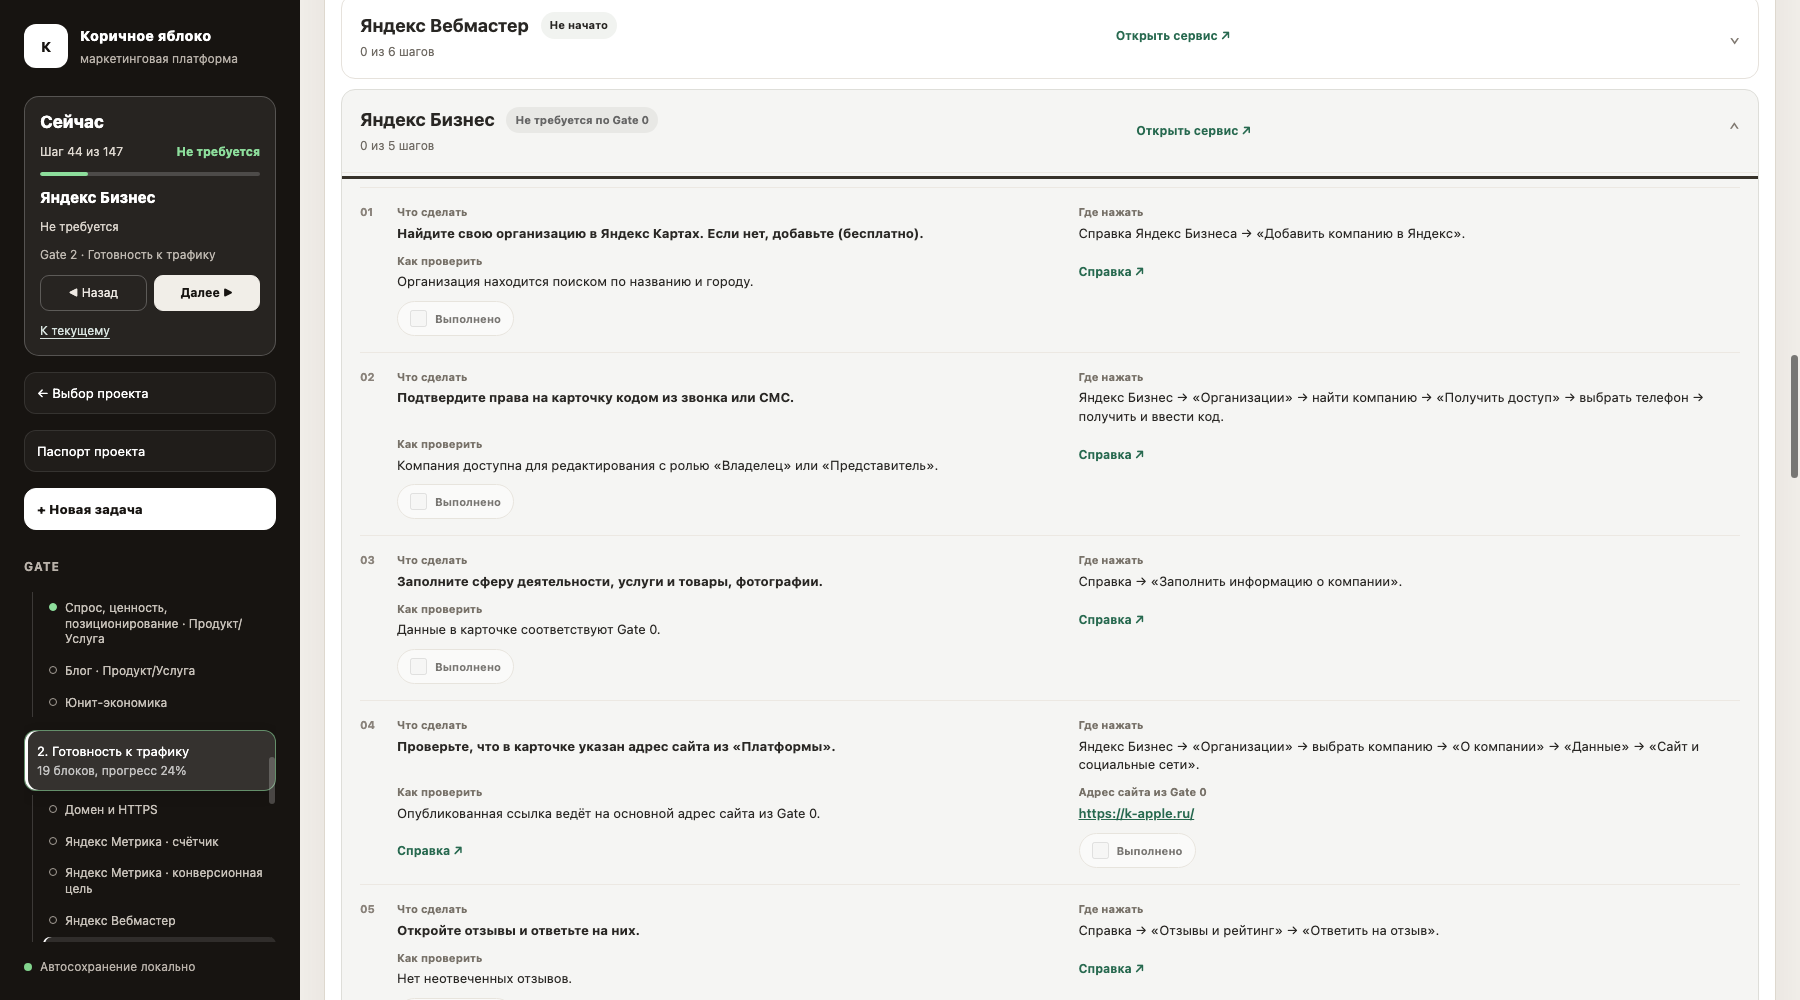 К
Коричное яблоко
маркетинговая платформа
Сейчас
Шаг 44 из 147
Не требуется
Яндекс Бизнес
Не требуется
Gate 2 · Готовность к трафику
◀ Назад
Далее ▶
К текущему
← Выбор проекта
Паспорт проекта
+ Новая задача
GATE
Спрос, ценность,
позиционирование · Продукт/
Услуга
Блог · Продукт/Услуга
Юнит-экономика
2. Готовность к трафику
19 блоков, прогресс 24%
Домен и HTTPS
Яндекс Метрика · счётчик
Яндекс Метрика · конверсионная
цель
Яндекс Вебмастер
Автосохранение локально
Яндекс Вебмастер
Не начато
0 из 6 шагов
Открыть сервис ↗
Яндекс Бизнес
Не требуется по Gate 0
0 из 5 шагов
Открыть сервис ↗
01
Что сделать
Найдите свою организацию в Яндекс Картах. Если нет, добавьте (бесплатно).
Как проверить
Организация находится поиском по названию и городу.
Выполнено
Где нажать
Справка Яндекс Бизнеса → «Добавить компанию в Яндекс».
Справка ↗
02
Что сделать
Подтвердите права на карточку кодом из звонка или СМС.
Как проверить
Компания доступна для редактирования с ролью «Владелец» или «Представитель».
Выполнено
Где нажать
Яндекс Бизнес → «Организации» → найти компанию → «Получить доступ» → выбрать телефон →
получить и ввести код.
Справка ↗
03
Что сделать
Заполните сферу деятельности, услуги и товары, фотографии.
Как проверить
Данные в карточке соответствуют Gate 0.
Выполнено
Где нажать
Справка → «Заполнить информацию о компании».
Справка ↗
04
Что сделать
Проверьте, что в карточке указан адрес сайта из «Платформы».
Как проверить
Опубликованная ссылка ведёт на основной адрес сайта из Gate 0.
Справка ↗
Где нажать
Яндекс Бизнес → «Организации» → выбрать компанию → «О компании» → «Данные» → «Сайт и
социальные сети».
Адрес сайта из Gate 0
https://k-apple.ru/
Выполнено
05
Что сделать
Откройте отзывы и ответьте на них.
Как проверить
Нет неотвеченных отзывов.
Где нажать
Справка → «Отзывы и рейтинг» → «Ответить на отзыв».
Справка ↗